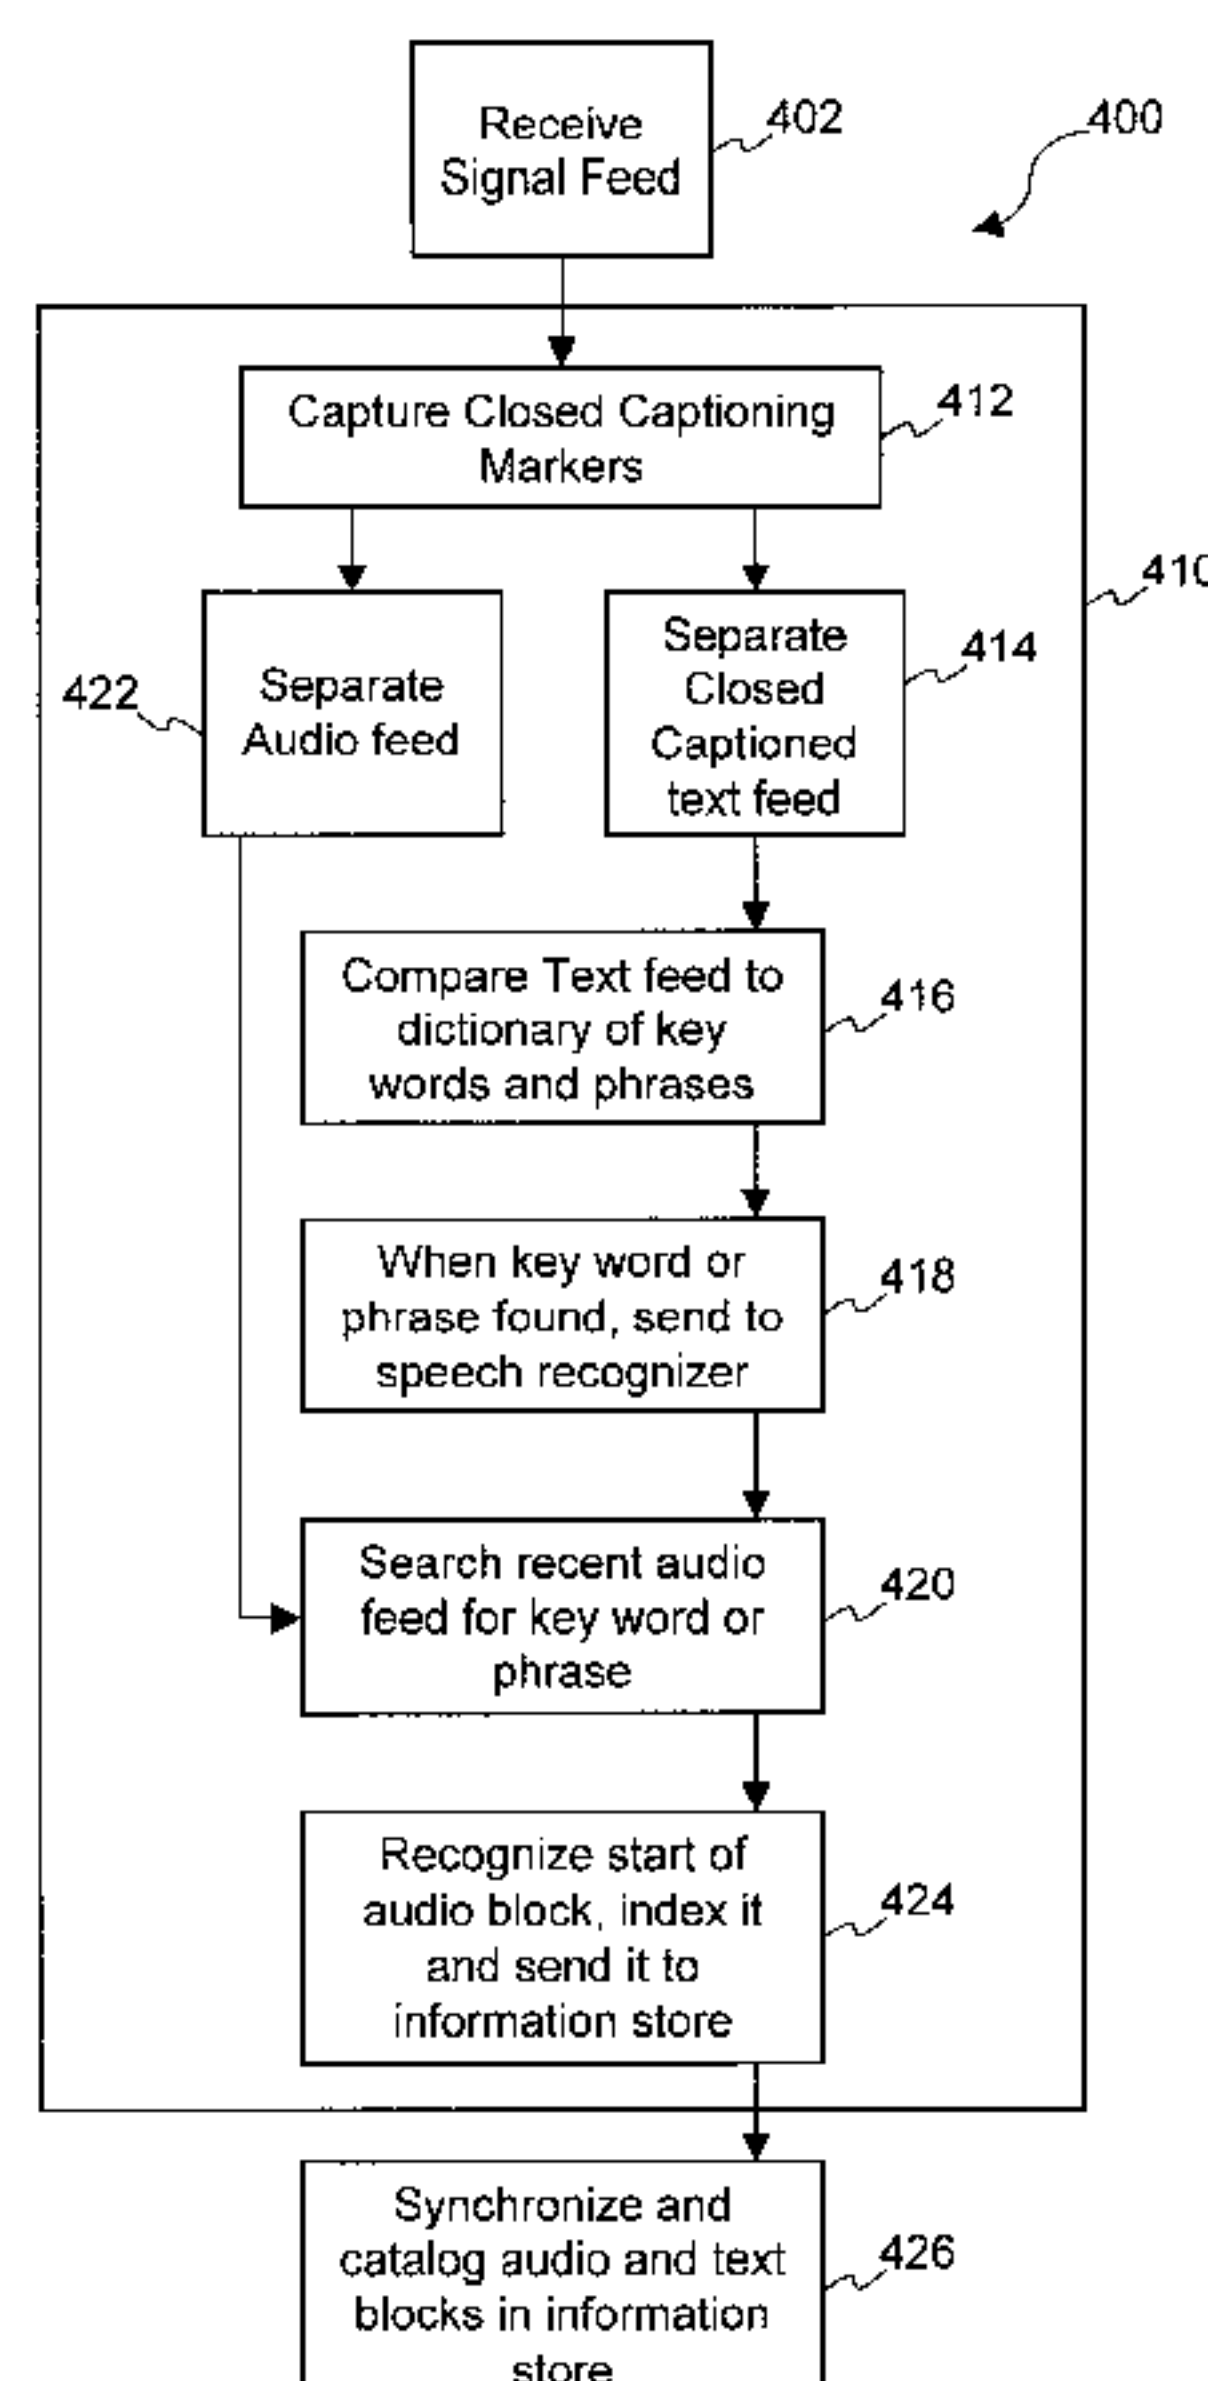 Receive
Signal Feed
402
400
Capture Closed Captioning
Markers
412
410
Separate
Audio feed
422
Separate
Closed
Captioned
text feed
414
Compare Text feed to
dictionary of key
words and phrases
416
When key word or
phrase found, send to
speech recognizer
418
Search recent audio
feed for key word or
phrase
420
Recognize start of
audio block, index it
and send it to
information store
424
Synchronize and
catalog audio and text
blocks in information
store
426